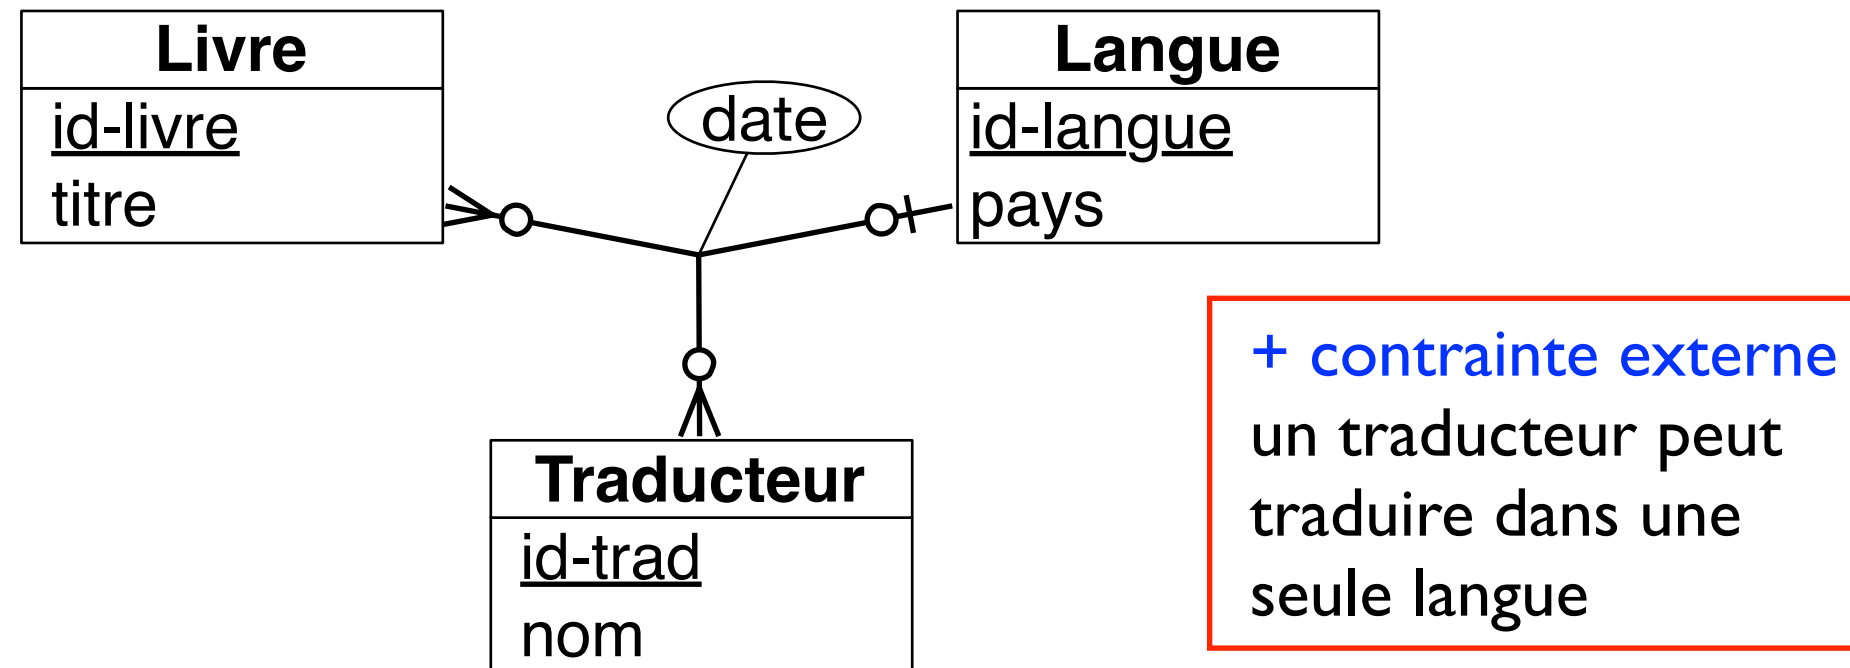 Livre
id-livre
titre
date
Langue
id-langue
pays
Traducteur
id-trad
nom
+ contrainte externe
un traducteur peut
traduire dans une
seule langue